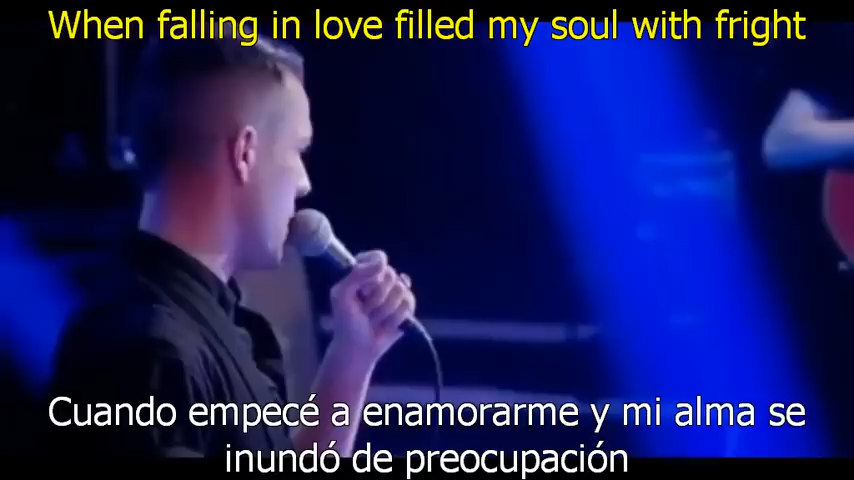 When falling in love filled my soul with fright
Cuando empecé a enamorarme y mi alma se
inundó de preocupación